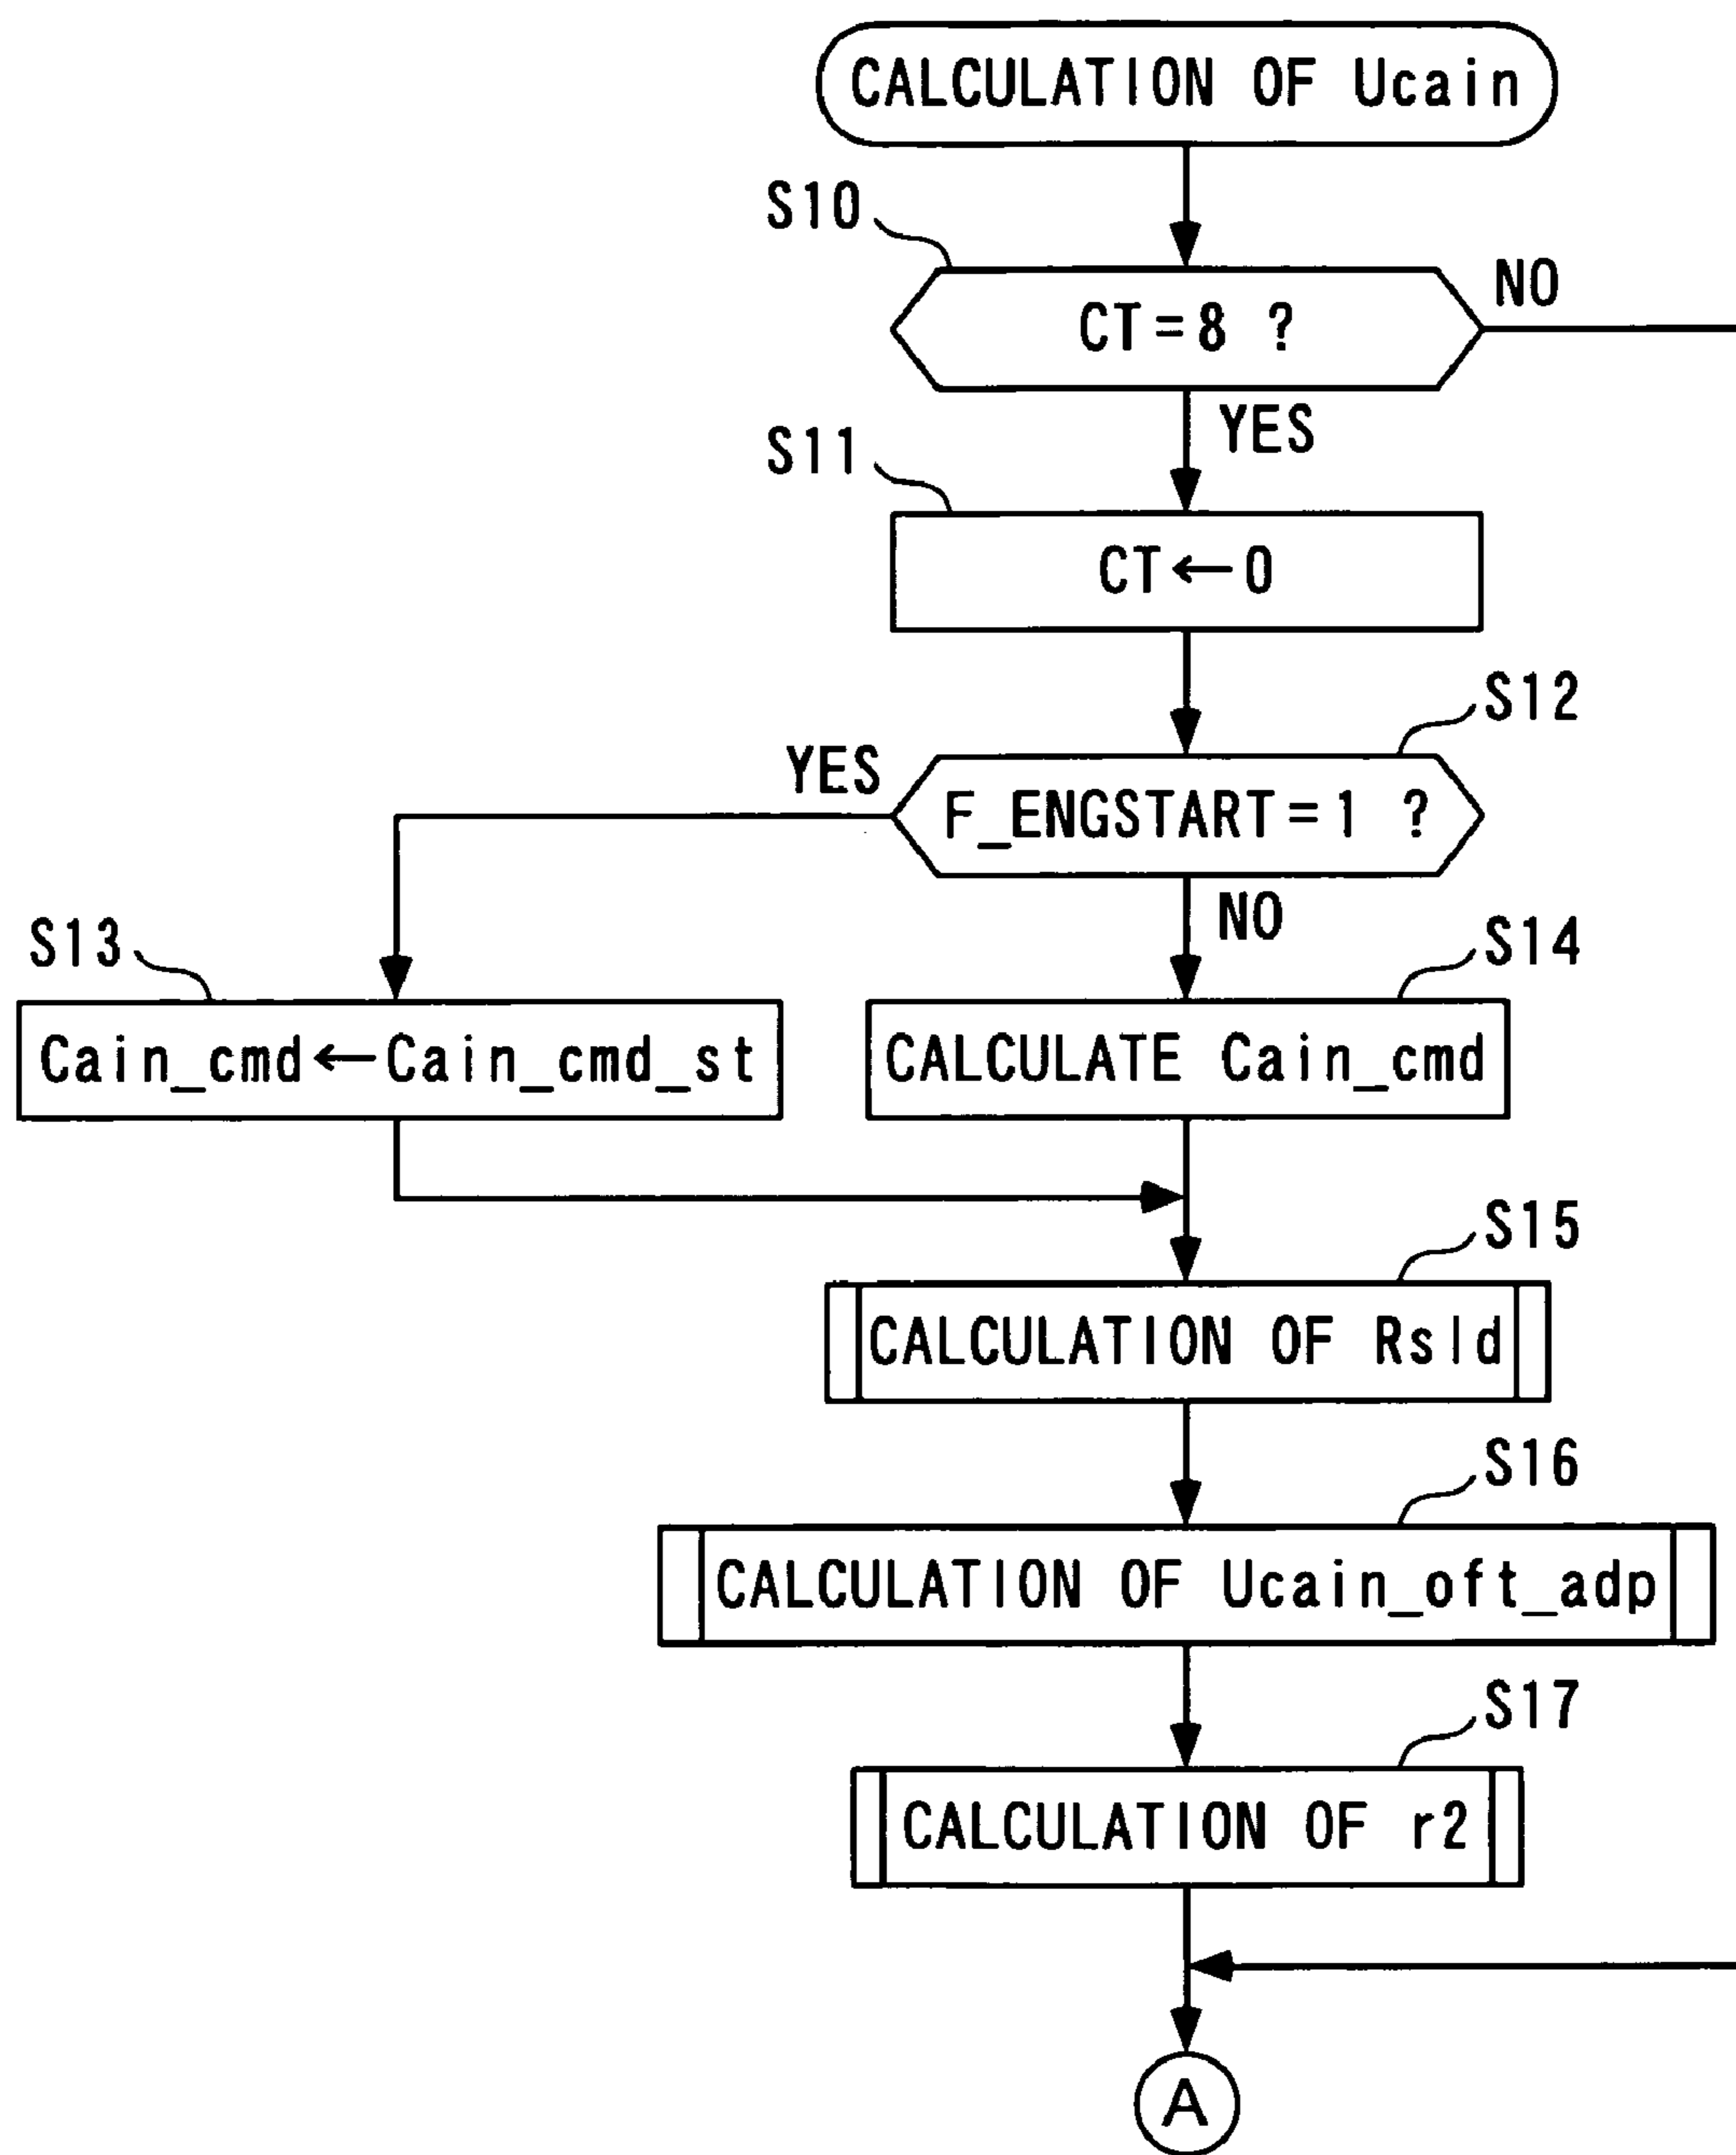 CALCULATION OF Ucain
S10
CT=8 ?
NO
YES
S11
CT←0
S12
YES
F_ENGSTART=1 ?
NO
S13
S14
Cain_cmd←Cain_cmd_st
CALCULATE Cain_cmd
S15
CALCULATION OF Rsld
S16
CALCULATION OF Ucain_oft_adp
S17
CALCULATION OF r2
A